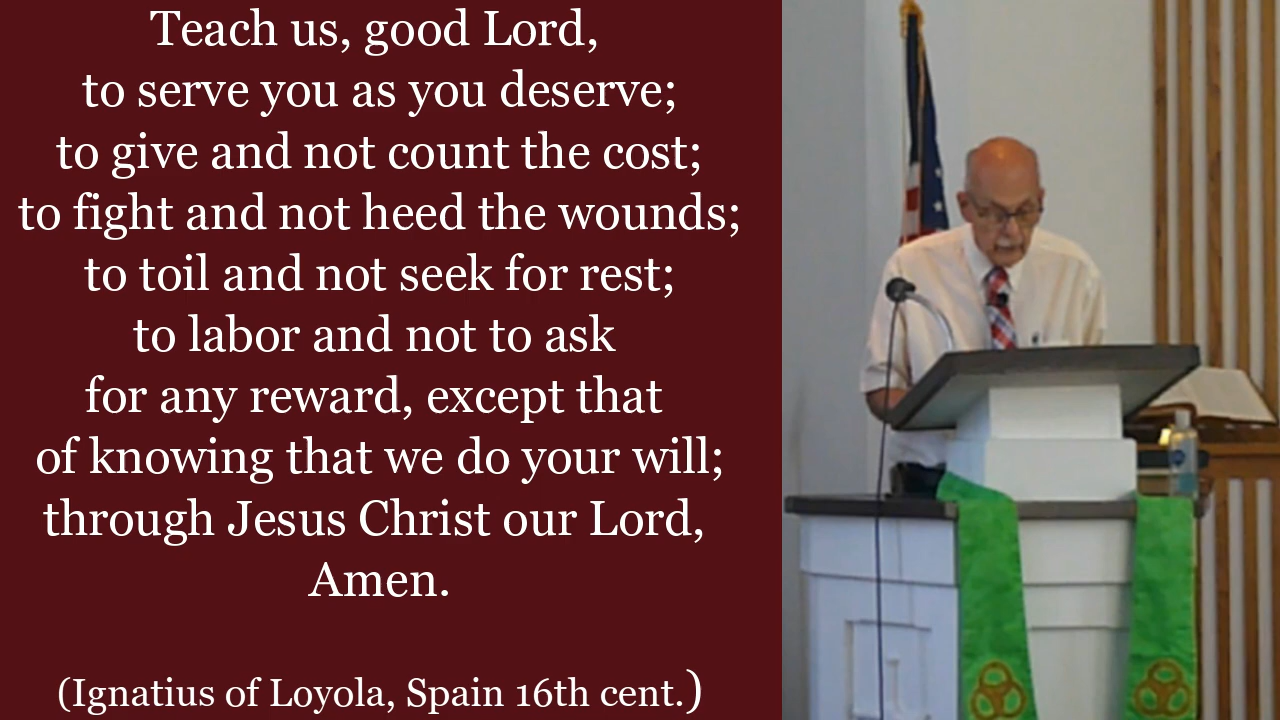 Teach us, good Lord,
to serve you as you deserve;
to give and not count the cost;
to fight and not heed the wounds;
to toil and not seek for rest;
to labor and not to ask
for any reward, except that
of knowing that we do your will;
through Jesus Christ our Lord,
Amen.
(Ignatius of Loyola, Spain 16th cent.)